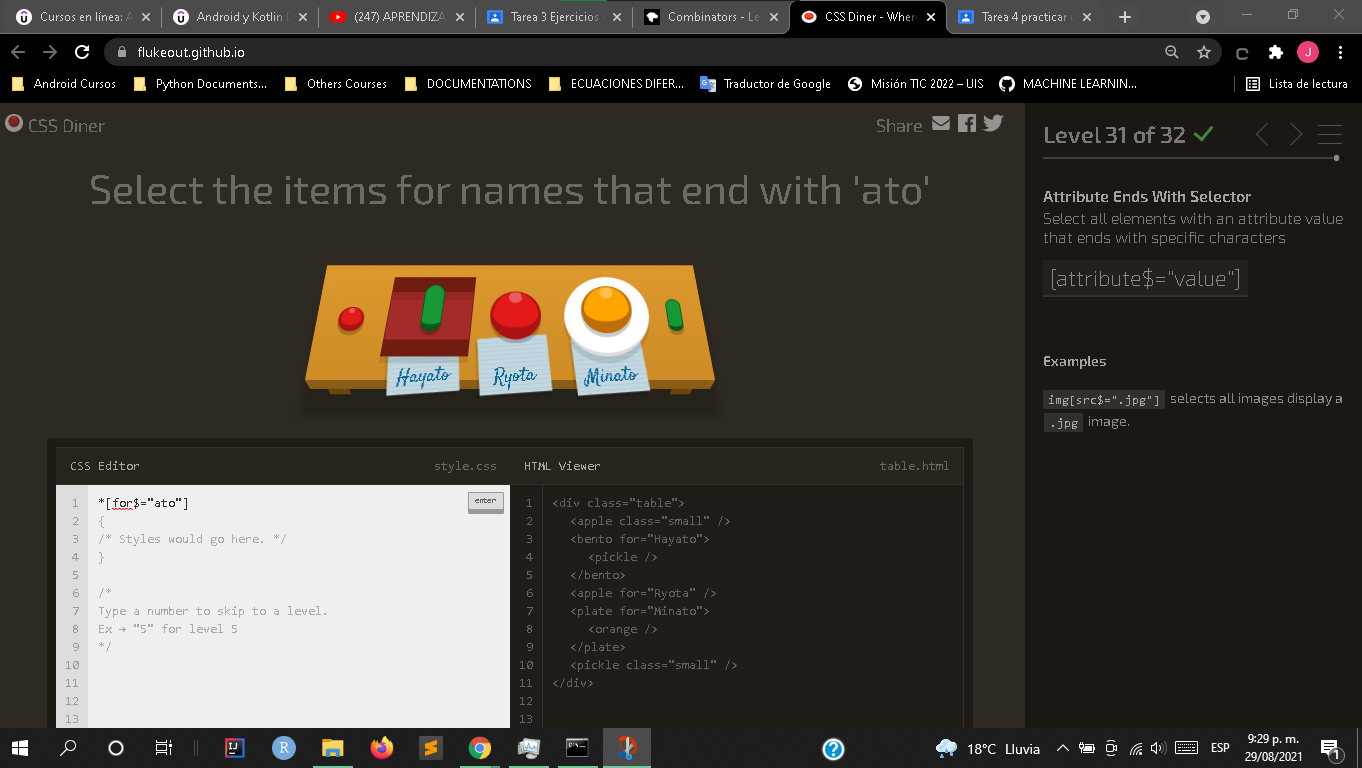 Cursos en línea: A
Android y Kotlin D
(247) APRENDIZA
Tarea 3 Ejercicios
Combinators - Le
CSS Diner - Where
Tarea 4 practicar
flukeout.github.io
J
Android Cursos
Python Documents...
Others Courses
DOCUMENTATIONS
ECUACIONES DIFER...
Traductor de Google
Misión TIC 2022 – UIS
MACHINE LEARNIN...
Lista de lectura
CSS Diner
Share
Level 31 of 32
Select the items for names that end with 'ato'
Attribute Ends With Selector
Select all elements with an attribute value
that ends with specific characters
[attribute$="value"]
Examples
img[src$=".jpg"] selects all images display a
.jpg image.
Hayato
Ryota
Minato
CSS Editor
style.css
HTML Viewer
table.html
1 *[for$="ato"]
enter
2 {
3 /* Styles would go here. */
4 }
5
6 /*
7 Type a number to skip to a level.
8 Ex → "5" for level 5
9 */
10
11
12
13
1 <div class="table">
2 <apple class="small" />
3 <bento for="Hayato">
4 <pickle />
5 </bento>
6 <apple for="Ryota" />
7 <plate for="Minato">
8 <orange />
9 </plate>
10 <pickle class="small" />
11 </div>
12
13
18°C Lluvia
ESP
9:29 p. m.
29/08/2021
1